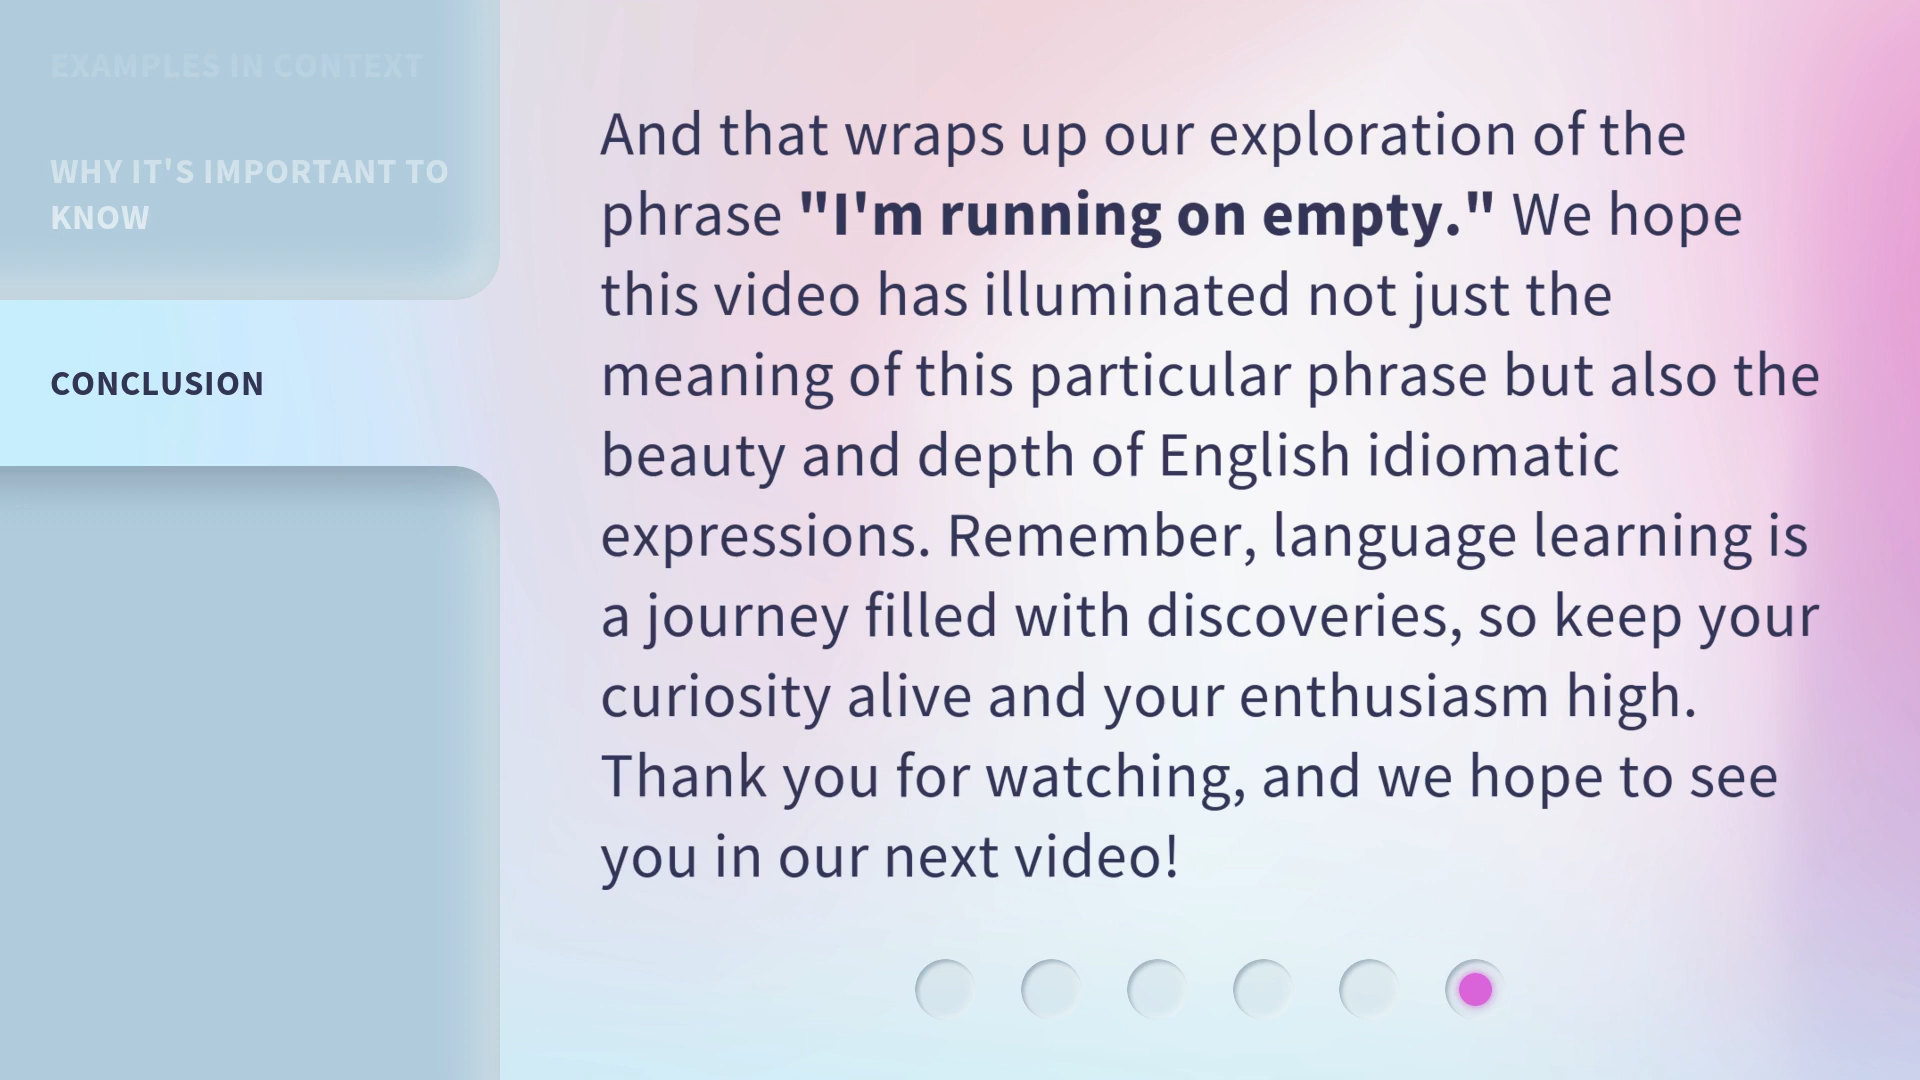 EXAMPLES IN CONTEXT
WHY IT'S IMPORTANT TO
KNOW
CONCLUSION
And that wraps up our exploration of the
phrase "I'm running on empty." We hope
this video has illuminated not just the
meaning of this particular phrase but also the
beauty and depth of English idiomatic
expressions. Remember, language learning is
a journey filled with discoveries, so keep your
curiosity alive and your enthusiasm high.
Thank you for watching, and we hope to see
you in our next video!